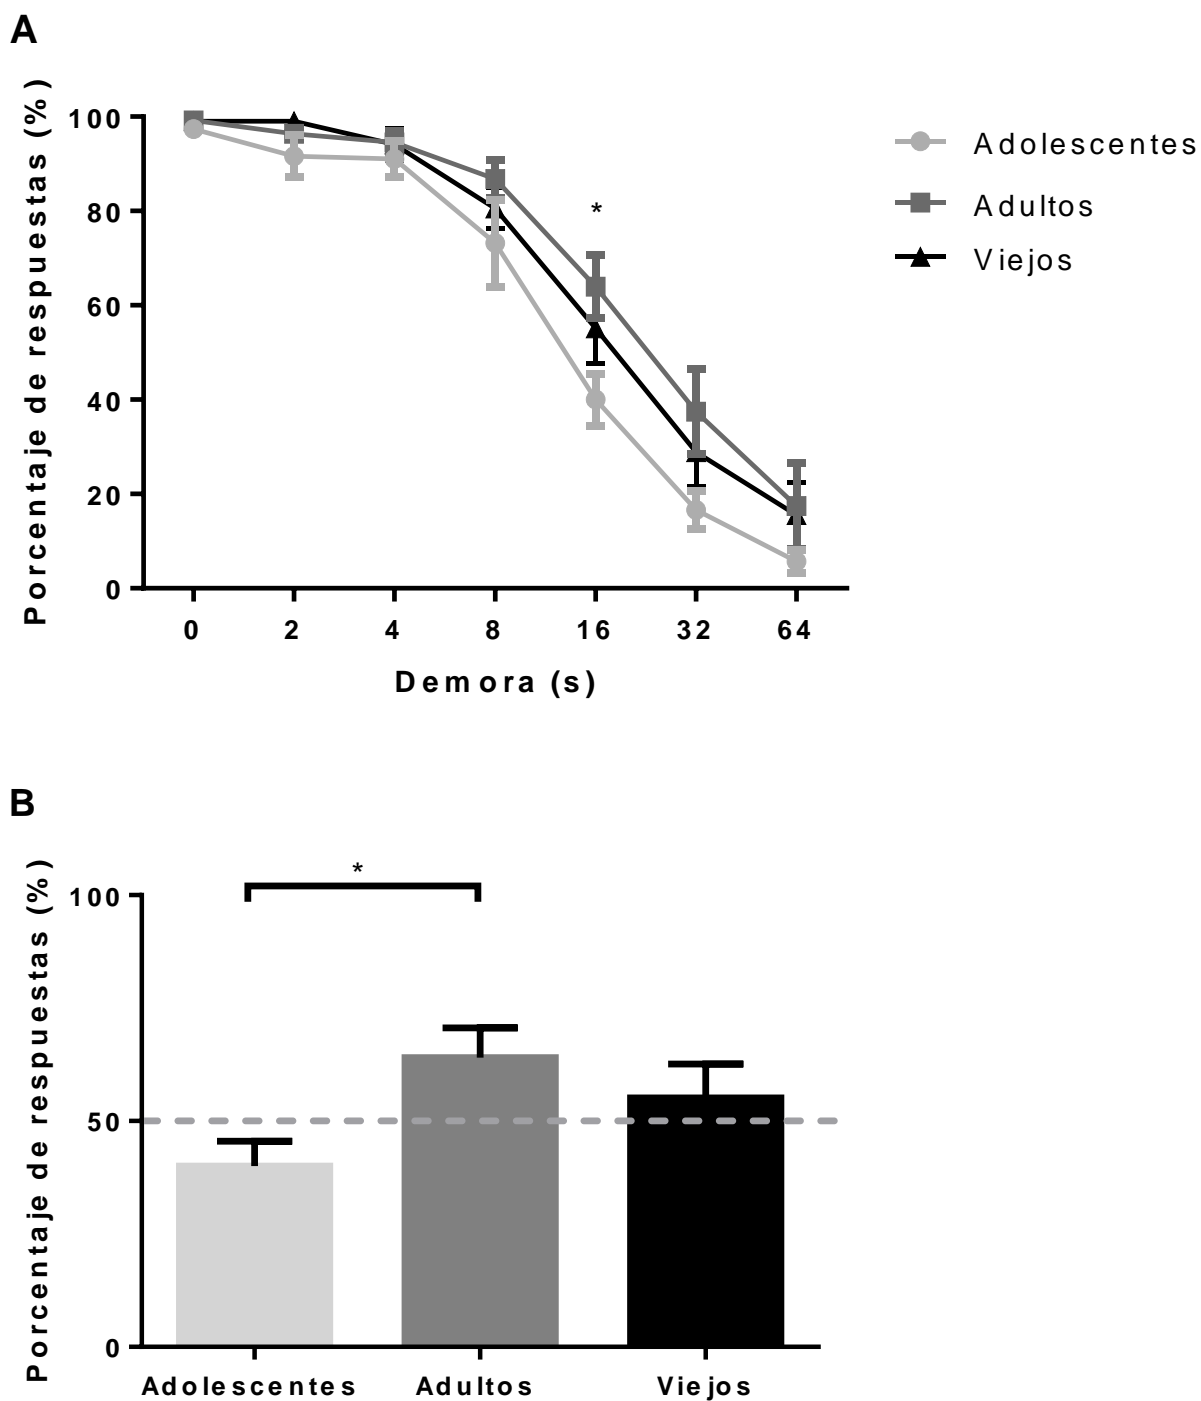 A
Porcentaje de respuestas (%)
100
80
60
40
20
0
*
0 2 4 8 16 32 64
Demora (s)
Adolescentes
Adultos
Viejos
B
Porcentaje de respuestas (%)
100
50
0
*
Adolescentes Adultos Viejos